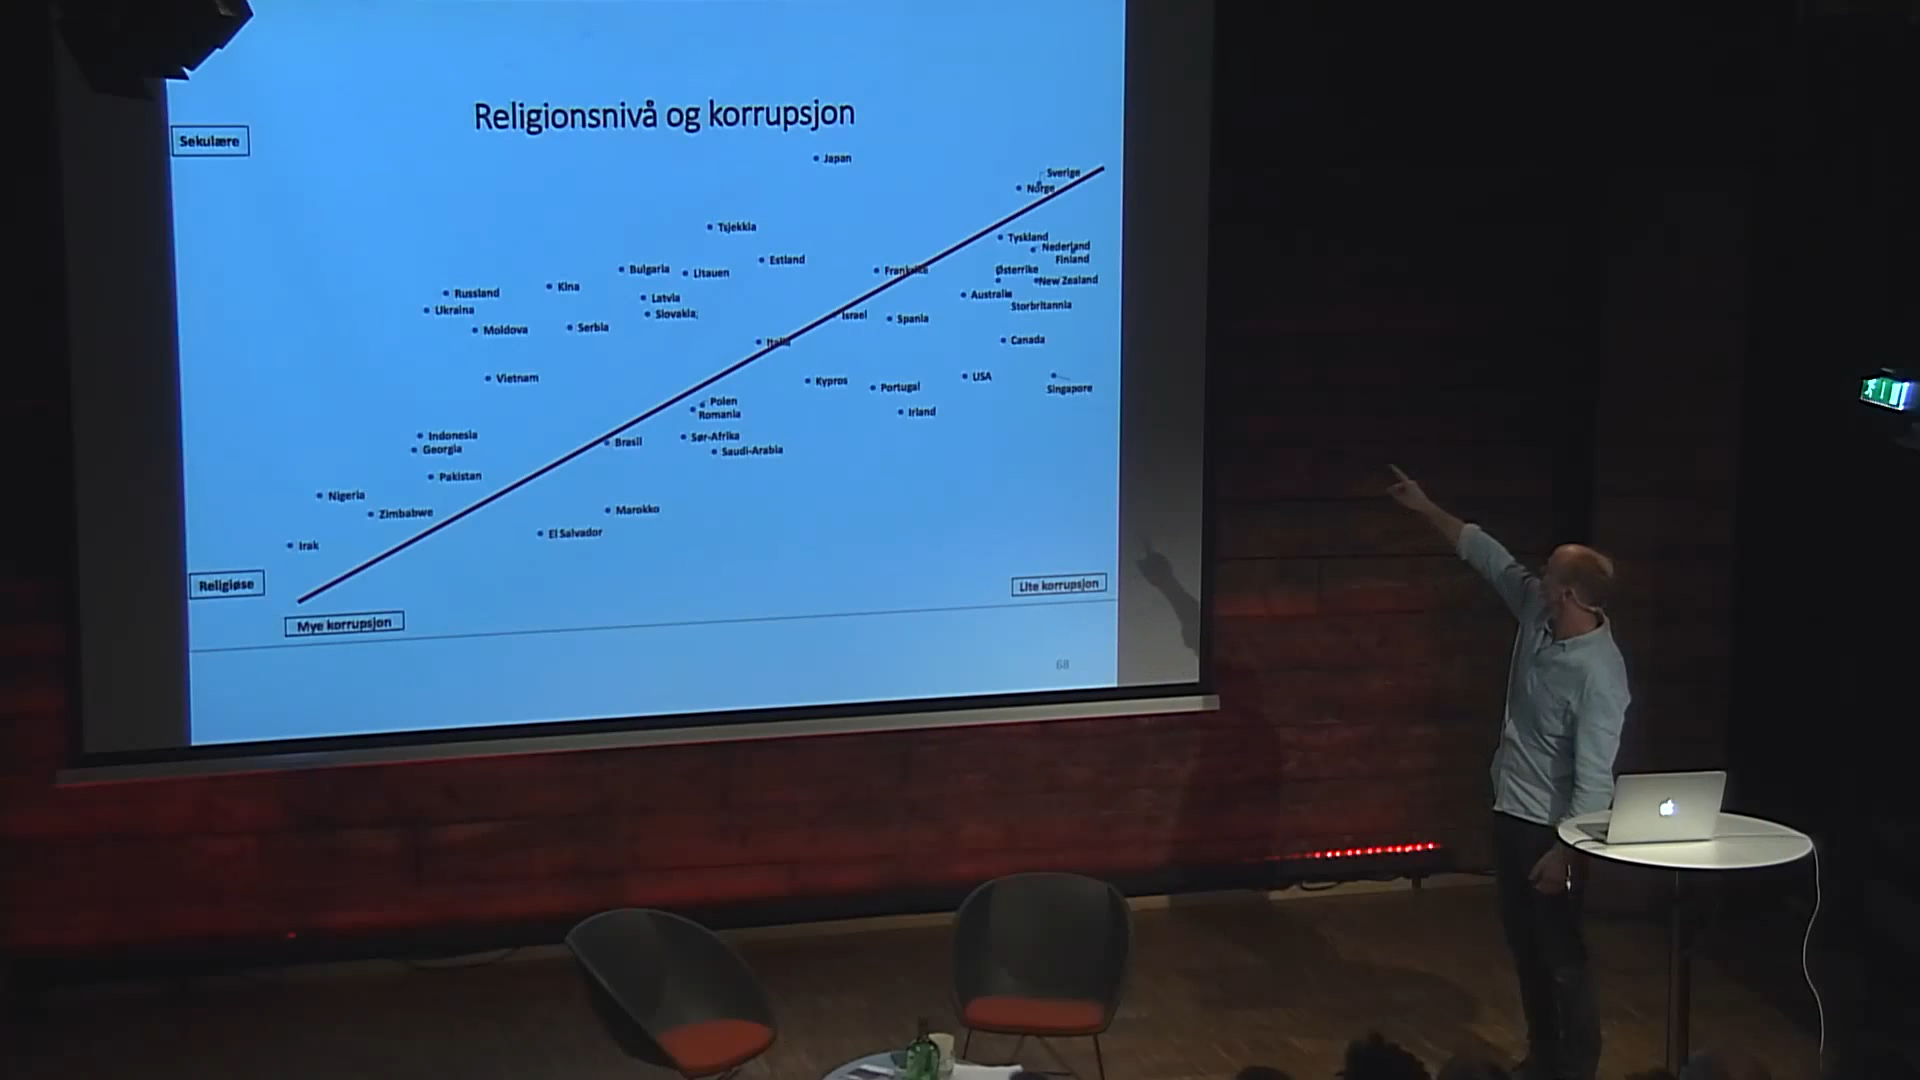 Religionsnivå og korrupsjon
Sekulære
Japan
Sverige
Norge
Tsjekkia
Tyskland
Nederland
Estland
Finland
Bulgaria
Litauen
Frankrike
Østerrike
New Zealand
Kina
Russland
Latvia
Australia
Storbritannia
Ukraina
Slovakia;
Israel
Spania
Moldova
Serbia
Italia
Canada
Vietnam
Kypros
Portugal
USA
Singapore
Polen
Romania
Irland
Indonesia
Georgia
Brasil
Sør-Afrika
Saudi-Arabia
Pakistan
Nigeria
Zimbabwe
Marokko
El Salvador
Irak
Religiøse
Lite korrupsjon
Mye korrupsjon
68